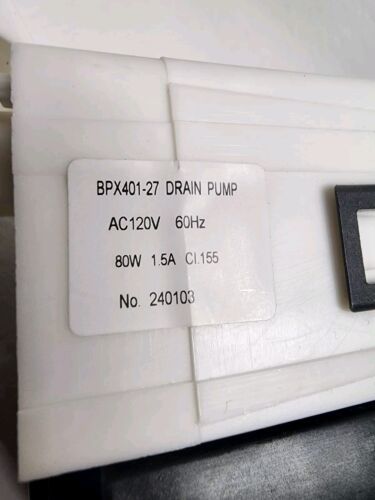 BPX401-27 DRAIN PUMP
AC120V 60Hz
80W 1.5A Cl.155
No. 240103